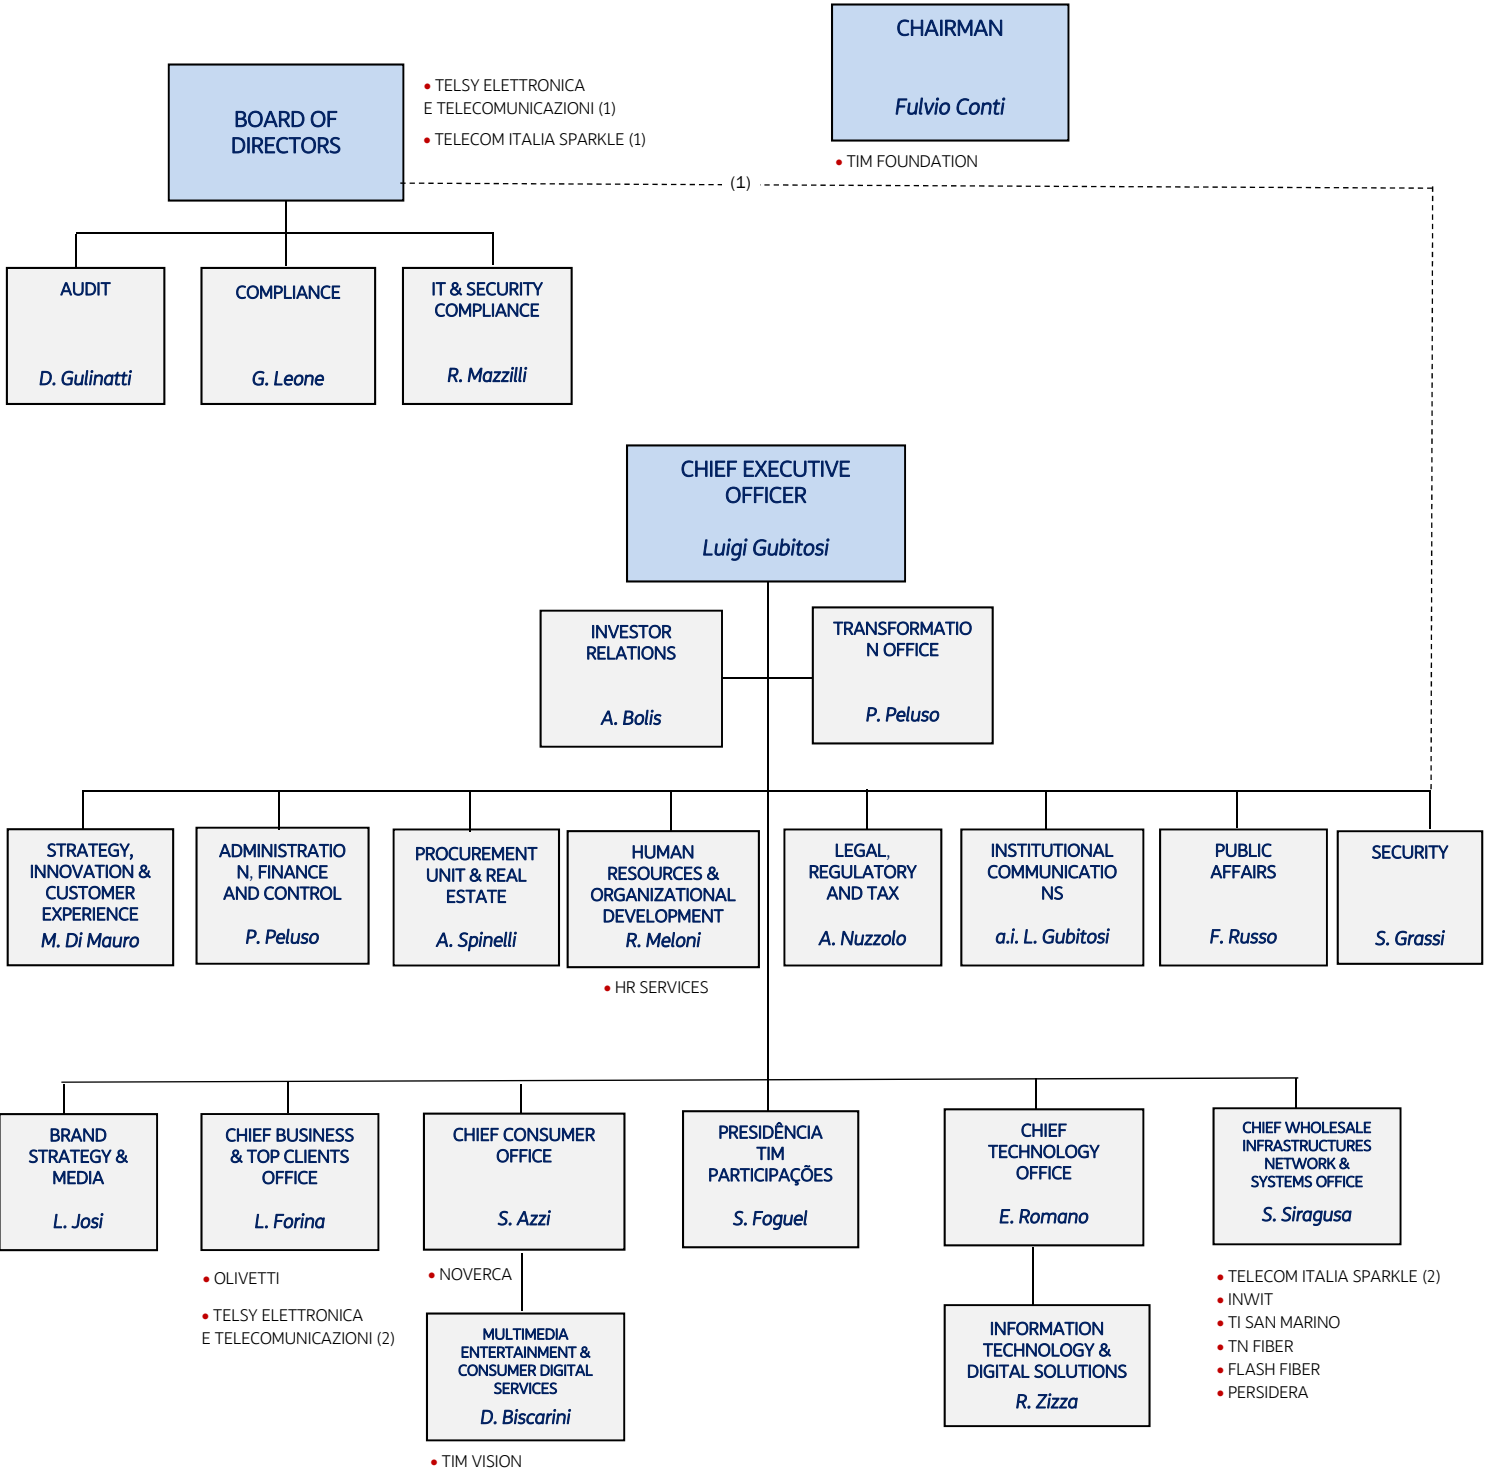 CHAIRMAN
Fulvio Conti
• TIM FOUNDATION
BOARD OF
DIRECTORS
• TELSY ELETTRONICA
E TELECOMUNICAZIONI (1)
• TELECOM ITALIA SPARKLE (1)
(1)
AUDIT
D. Gulinatti
COMPLIANCE
G. Leone
IT & SECURITY
COMPLIANCE
R. Mazzilli
CHIEF EXECUTIVE
OFFICER
Luigi Gubitosi
INVESTOR
RELATIONS
A. Bolis
TRANSFORMATIO
N OFFICE
P. Peluso
STRATEGY,
INNOVATION &
CUSTOMER
EXPERIENCE
M. Di Mauro
ADMINISTRATIO
N, FINANCE
AND CONTROL
P. Peluso
PROCUREMENT
UNIT & REAL
ESTATE
A. Spinelli
HUMAN
RESOURCES &
ORGANIZATIONAL
DEVELOPMENT
R. Meloni
• HR SERVICES
LEGAL,
REGULATORY
AND TAX
A. Nuzzolo
INSTITUTIONAL
COMMUNICATIO
NS
a.i. L. Gubitosi
PUBLIC
AFFAIRS
F. Russo
SECURITY
S. Grassi
BRAND
STRATEGY &
MEDIA
L. Josi
CHIEF BUSINESS
& TOP CLIENTS
OFFICE
L. Forina
• OLIVETTI
• TELSY ELETTRONICA
E TELECOMUNICAZIONI (2)
CHIEF CONSUMER
OFFICE
S. Azzi
• NOVERCA
MULTIMEDIA
ENTERTAINMENT &
CONSUMER DIGITAL
SERVICES
D. Biscarini
• TIM VISION
PRESIDÊNCIA
TIM
PARTICIPAÇÕES
S. Foguel
CHIEF
TECHNOLOGY
OFFICE
E. Romano
INFORMATION
TECHNOLOGY &
DIGITAL SOLUTIONS
R. Zizza
CHIEF WHOLESALE
INFRASTRUCTURES
NETWORK &
SYSTEMS OFFICE
S. Siragusa
• TELECOM ITALIA SPARKLE (2)
• INWIT
• TI SAN MARINO
• TN FIBER
• FLASH FIBER
• PERSIDERA